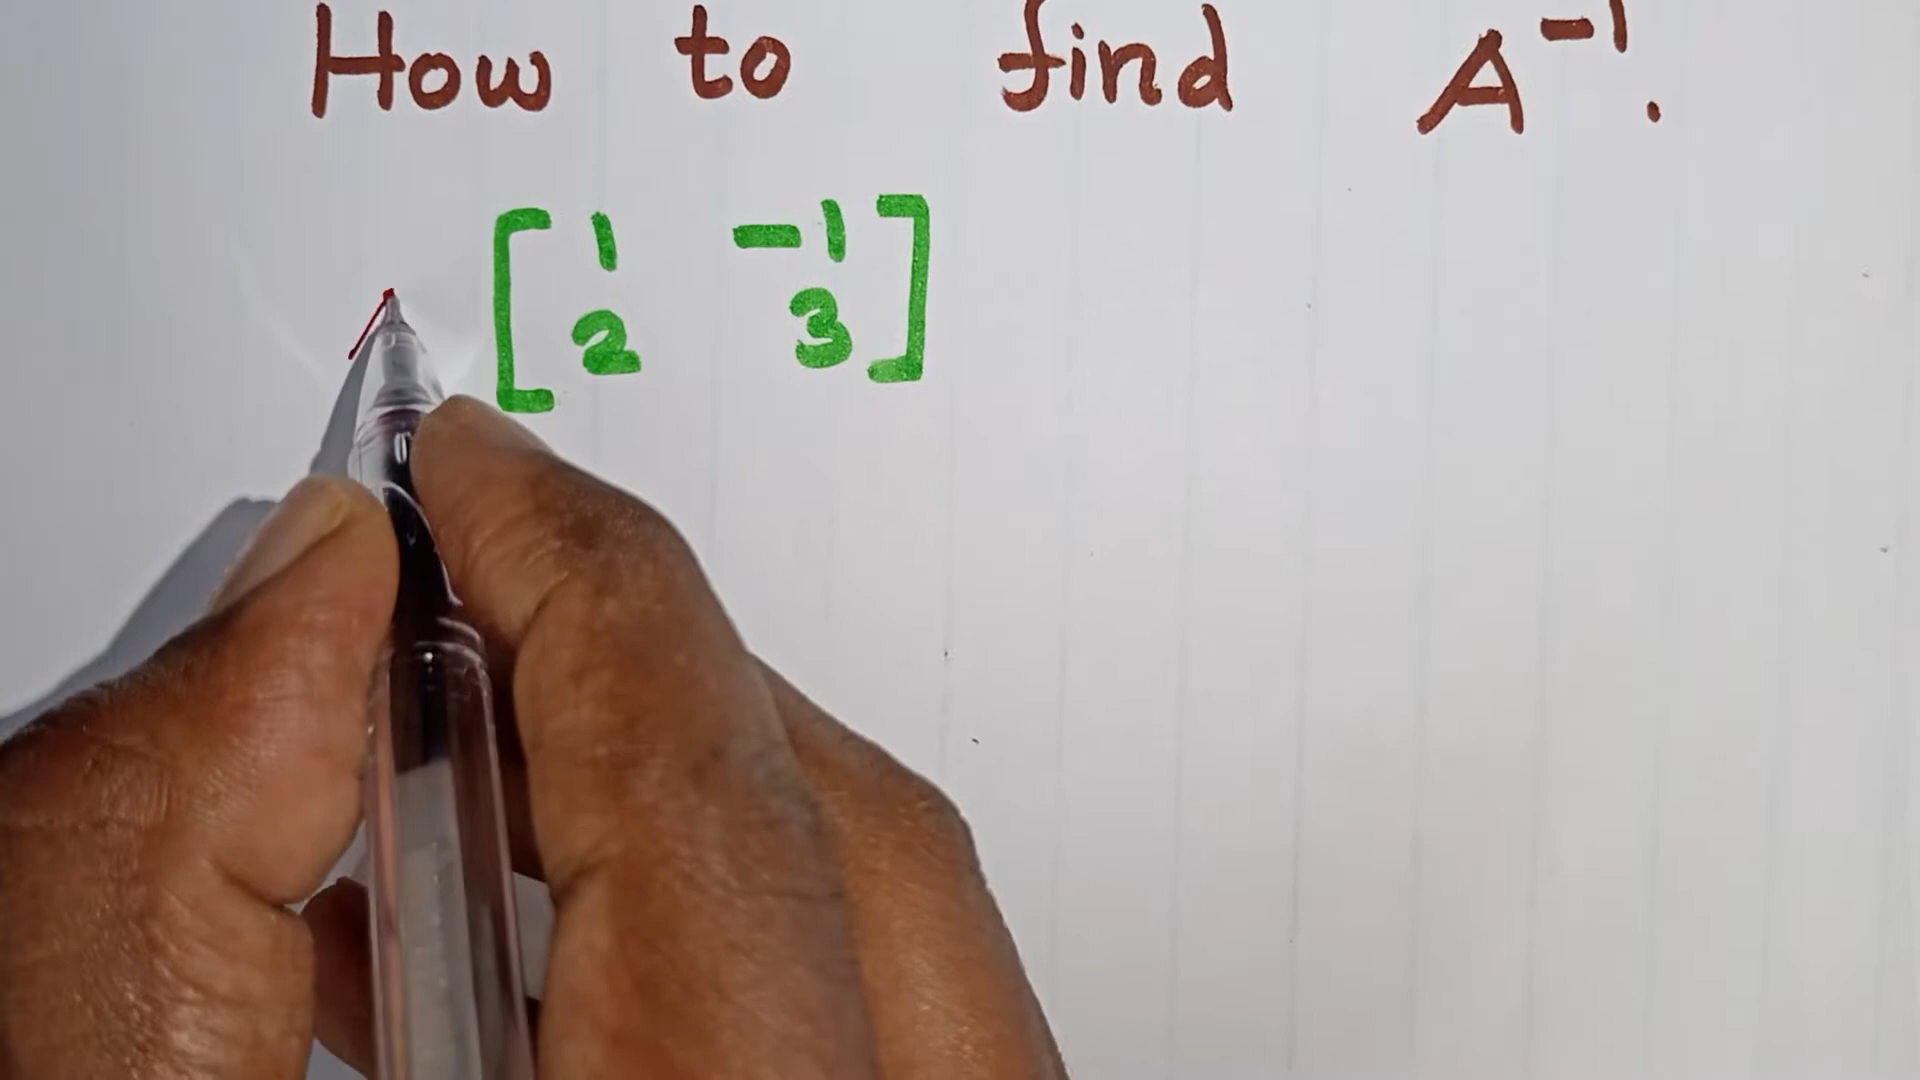 How to find A⁻¹.
[ 1 -1 ]
[ 2 3 ]